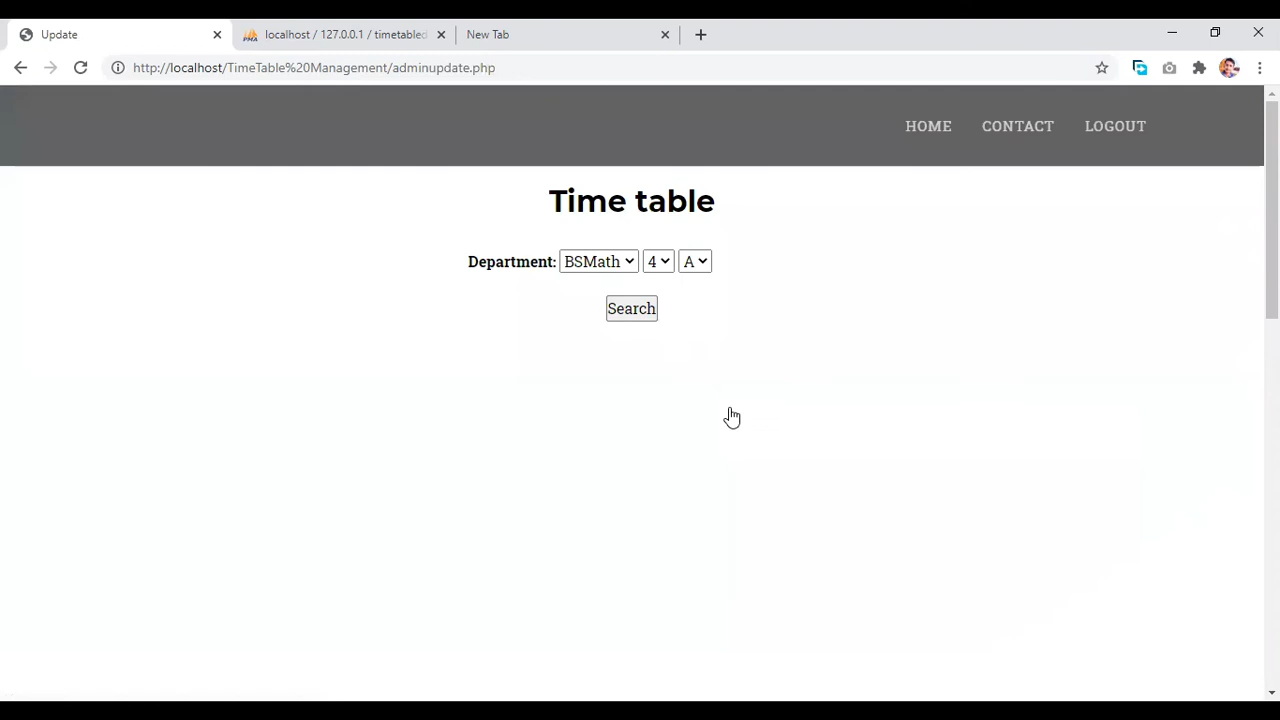 Update
localhost / 127.0.0.1 / timetabled
New Tab
http://localhost/TimeTable%20Management/adminupdate.php
HOME CONTACT LOGOUT
Time table
Department: BSMath 4 A
Search